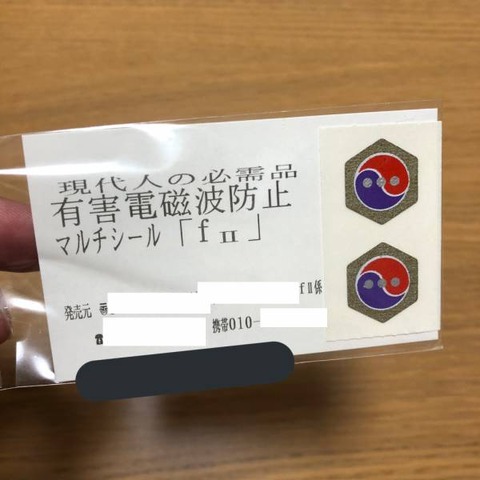 現代人の必需品
有害電磁波防止
マルチシール「fⅡ」
fⅡ係
発売元
携帯010-
☎